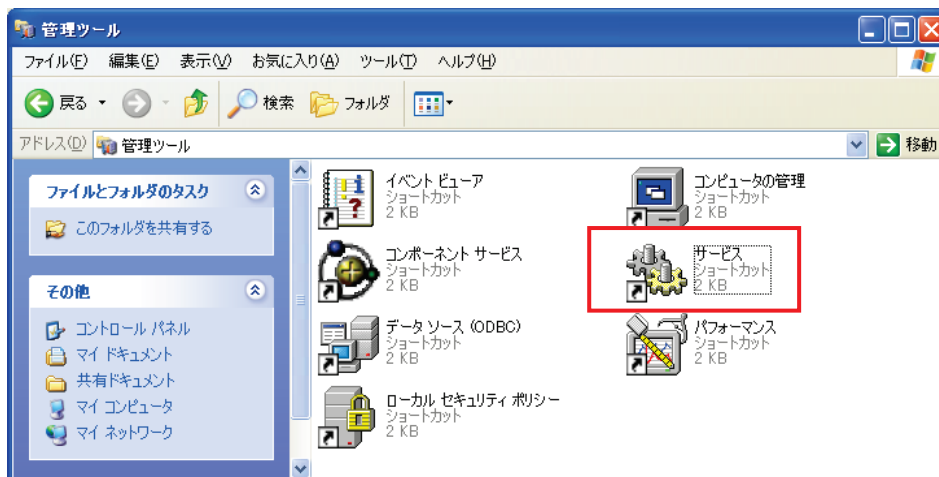 管理ツール
ファイル(F) 編集(E) 表示(V) お気に入り(A) ツール(T) ヘルプ(H)
戻る 検索 フォルダ
アドレス(D) 管理ツール 移動
ファイルとフォルダのタスク
このフォルダを共有する
その他
コントロール パネル
マイ ドキュメント
共有ドキュメント
マイ コンピュータ
マイ ネットワーク
イベント ビューア
ショートカット
2 KB
コンピュータの管理
ショートカット
2 KB
コンポーネント サービス
ショートカット
2 KB
サービス
ショートカット
2 KB
データ ソース (ODBC)
ショートカット
2 KB
パフォーマンス
ショートカット
2 KB
ローカル セキュリティ ポリシー
ショートカット
2 KB